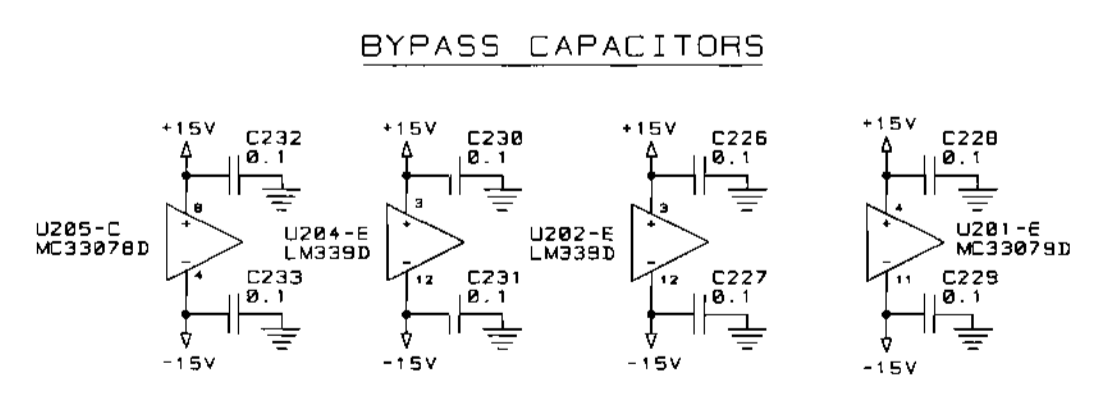 BYPASS CAPACITORS
+15V
C232
0.1
8
+
U205-C
MC33078D
-
4
C233
0.1
-15V
+15V
C230
0.1
3
+
U204-E
LM339D
-
12
C231
0.1
-15V
+15V
C226
0.1
3
+
U202-E
LM339D
-
12
C227
0.1
-15V
+15V
C228
0.1
4
+
U201-E
MC33079D
-
11
C229
0.1
-15V